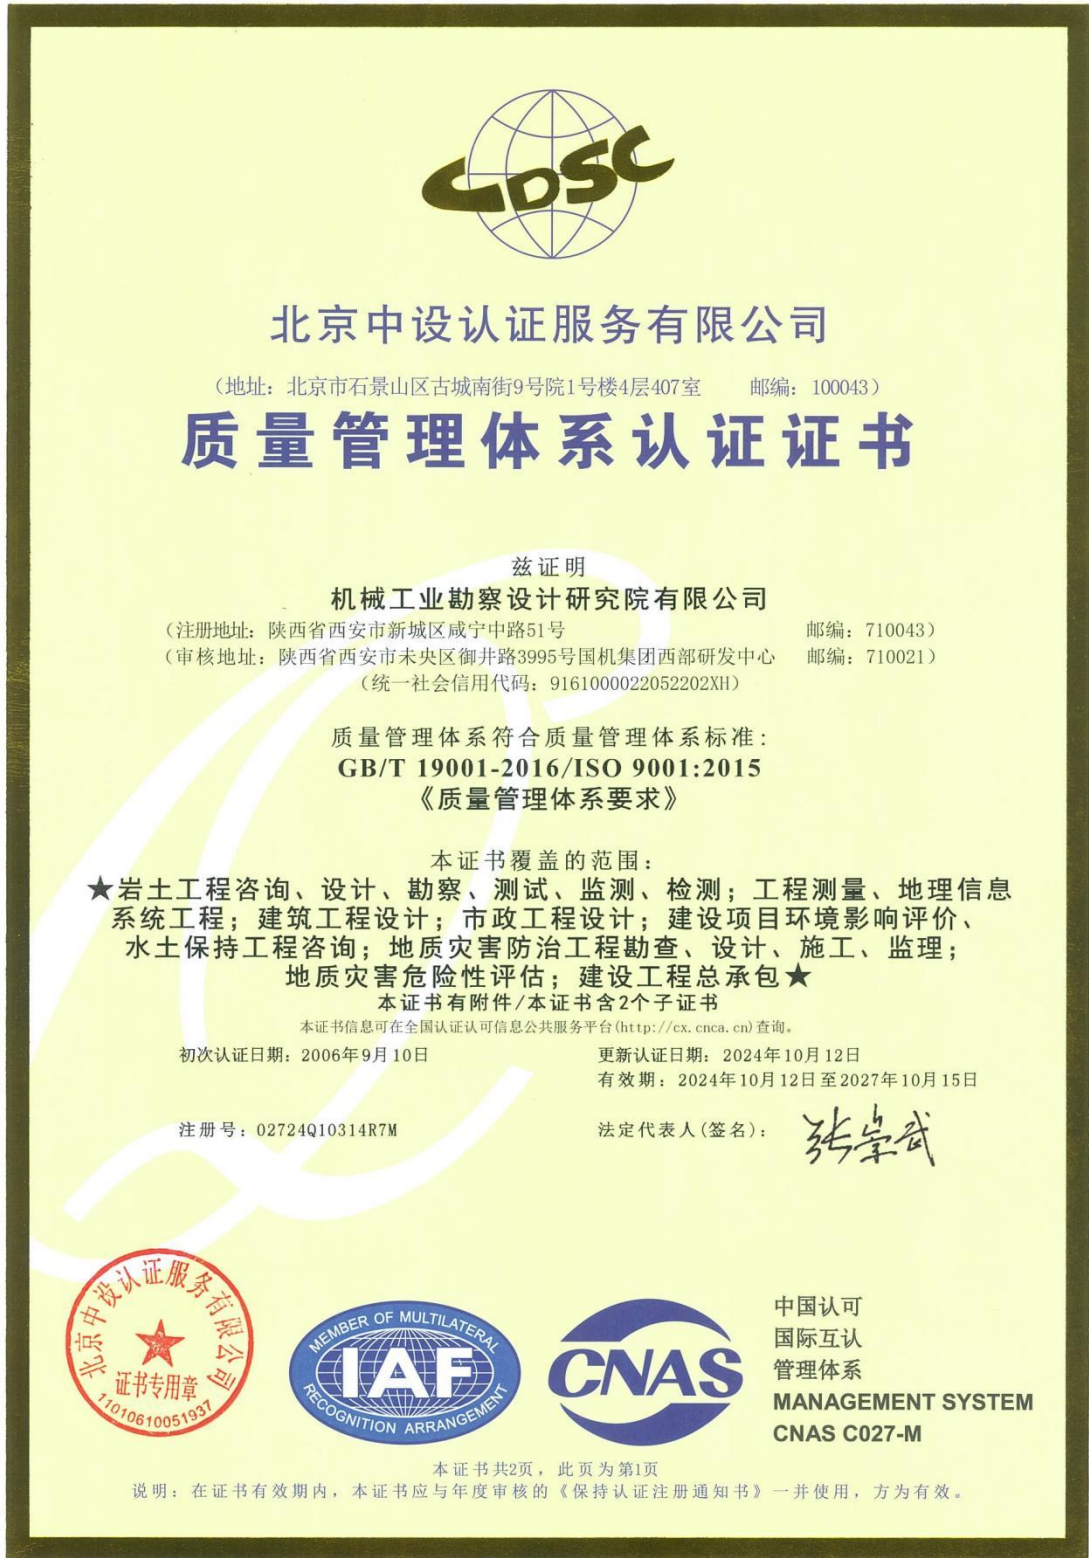 CDSC
北京中设认证服务有限公司
（地址：北京市石景山区古城南街9号院1号楼4层407室 邮编：100043）
质量管理体系认证证书
兹证明
机械工业勘察设计研究院有限公司
（注册地址：陕西省西安市新城区咸宁中路51号 邮编：710043）
（审核地址：陕西省西安市未央区御井路3995号国机集团西部研发中心 邮编：710021）
（统一社会信用代码：9161000022052202XH）
质量管理体系符合质量管理体系标准：
GB/T 19001-2016/ISO 9001:2015
《质量管理体系要求》
本证书覆盖的范围：
★岩土工程咨询、设计、勘察、测试、监测、检测；工程测量、地理信息
系统工程；建筑工程设计；市政工程设计；建设项目环境影响评价、
水土保持工程咨询；地质灾害防治工程勘查、设计、施工、监理；
地质灾害危险性评估；建设工程总承包★
本证书有附件/本证书含2个子证书
本证书信息可在全国认证认可信息公共服务平台(http://cx.cnca.cn)查询。
初次认证日期：2006年9月10日
更新认证日期：2024年10月12日
有效期：2024年10月12日至2027年10月15日
注册号：02724Q10314R7M
法定代表人(签名)：
张崇武
北京中设认证服务有限公司
证书专用章
11010610051937
MEMBER OF MULTILATERAL
IAF
RECOGNITION ARRANGEMENT
CNAS
中国认可
国际互认
管理体系
MANAGEMENT SYSTEM
CNAS C027-M
本证书共2页，此页为第1页
说明：在证书有效期内，本证书应与年度审核的《保持认证注册通知书》一并使用，方为有效。